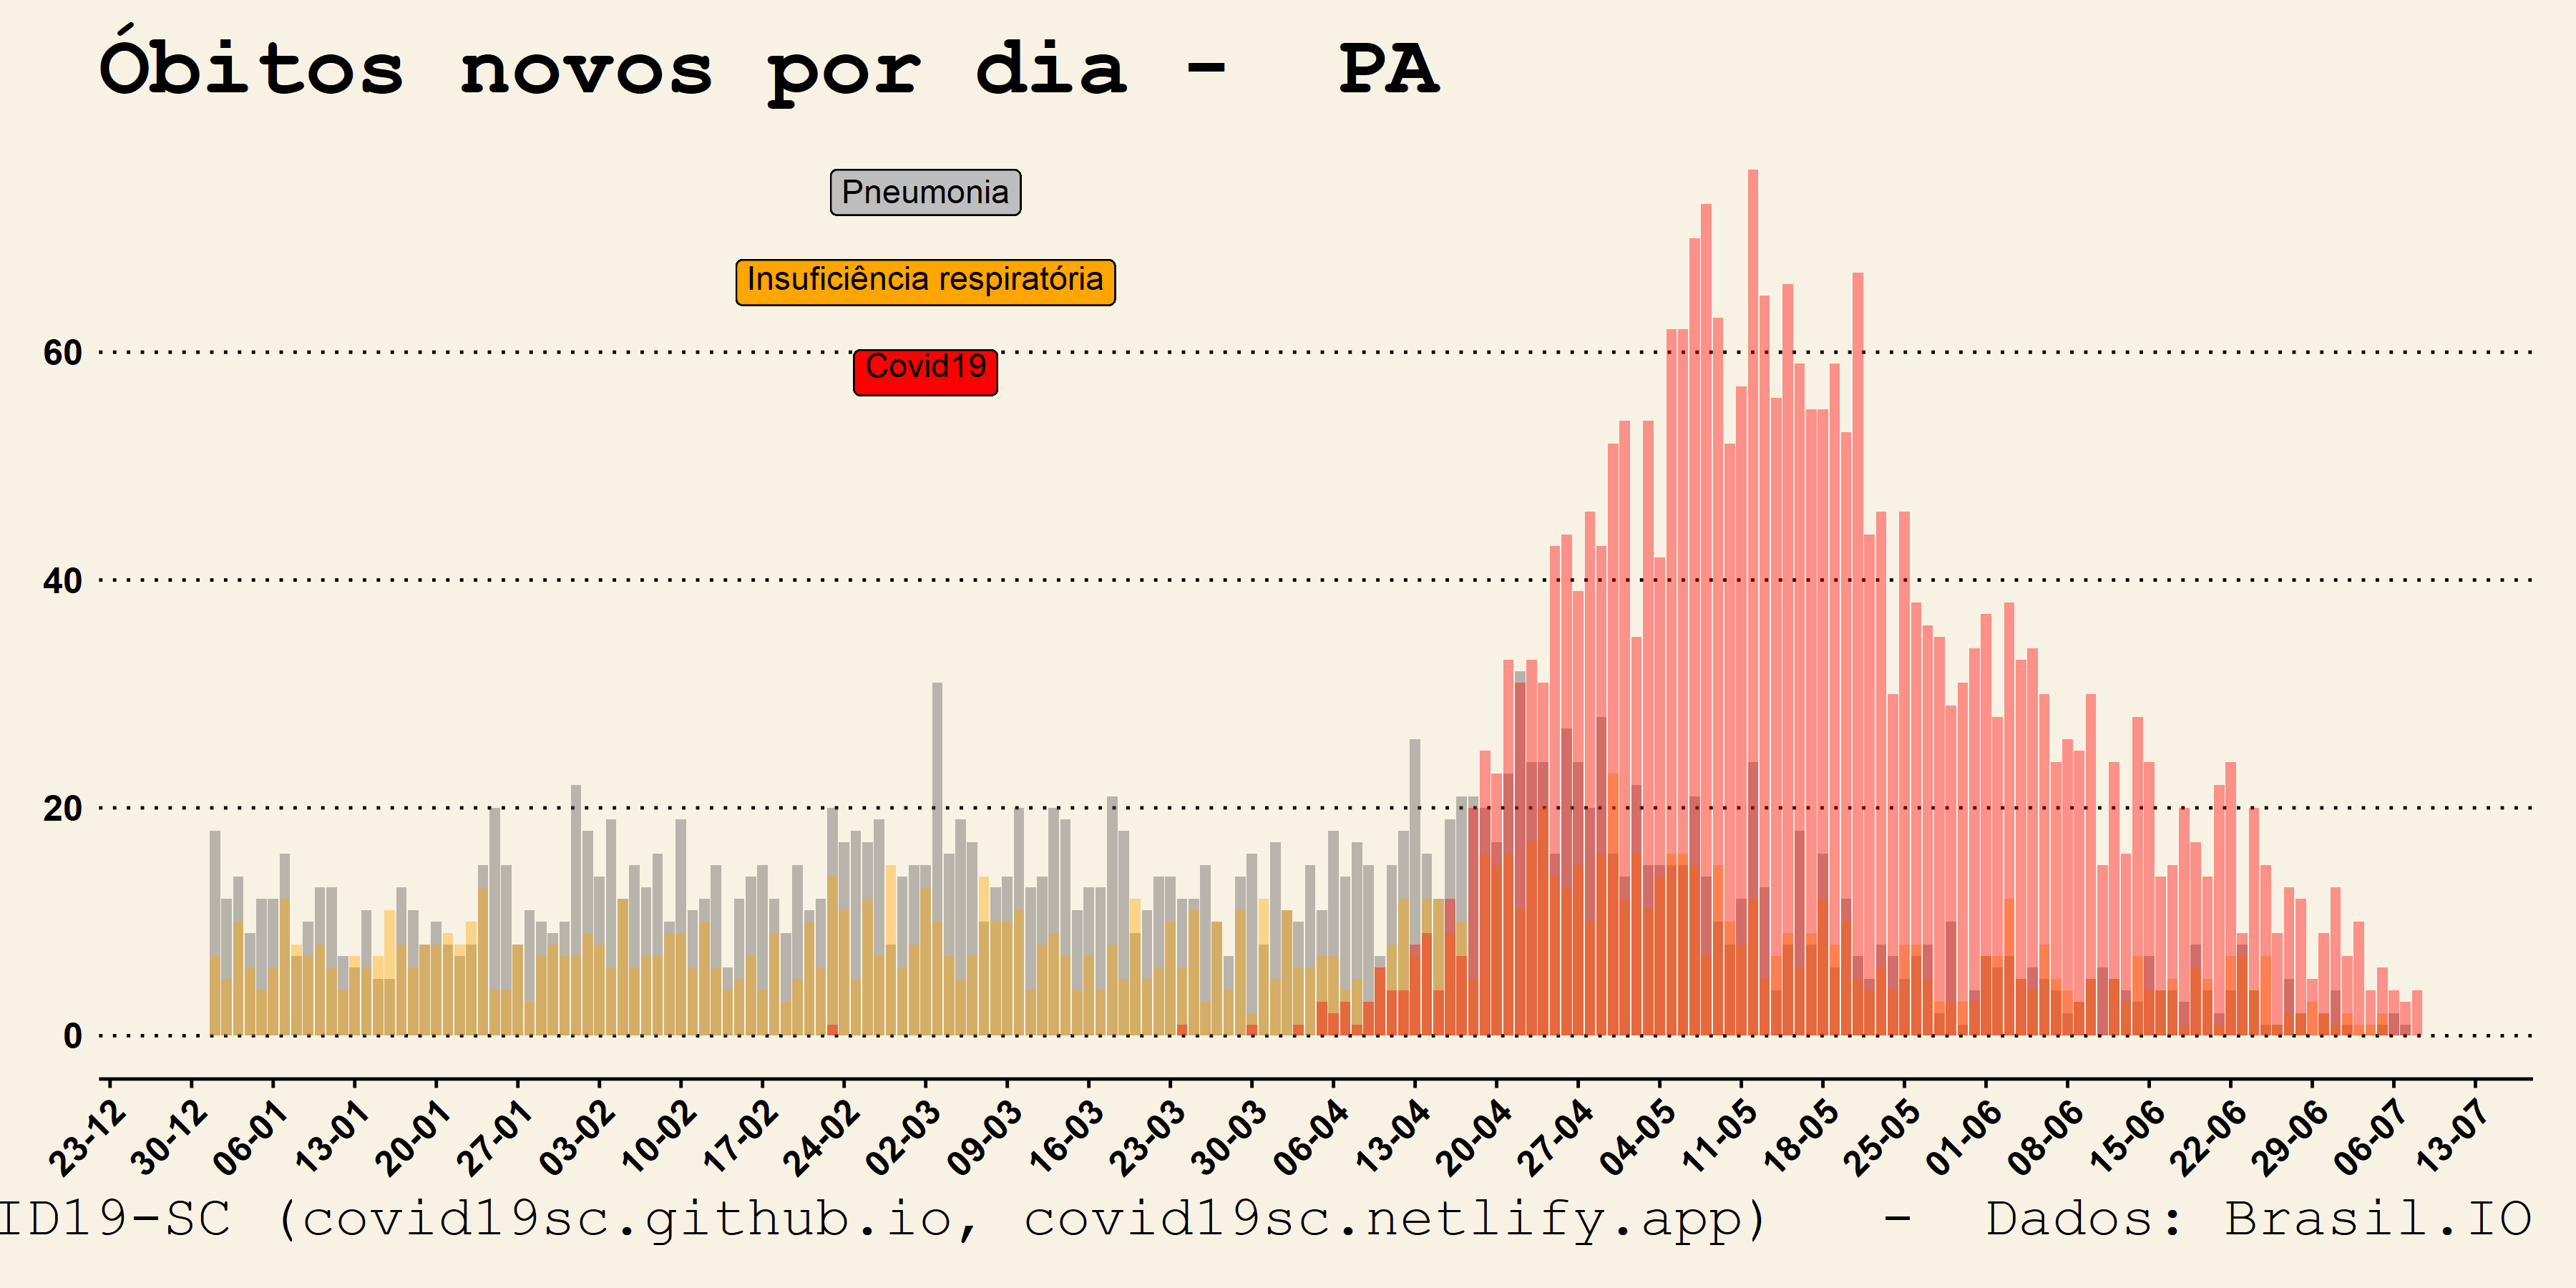 Óbitos novos por dia - PA
Pneumonia
Insuficiência respiratória
Covid19
60
40
20
0
23-12 30-12 06-01 13-01 20-01 27-01 03-02 10-02 17-02 24-02 02-03 09-03 16-03 23-03 30-03 06-04 13-04 20-04 27-04 04-05 11-05 18-05 25-05 01-06 08-06 15-06 22-06 29-06 06-07 13-07
ID19-SC (covid19sc.github.io, covid19sc.netlify.app) - Dados: Brasil.IO